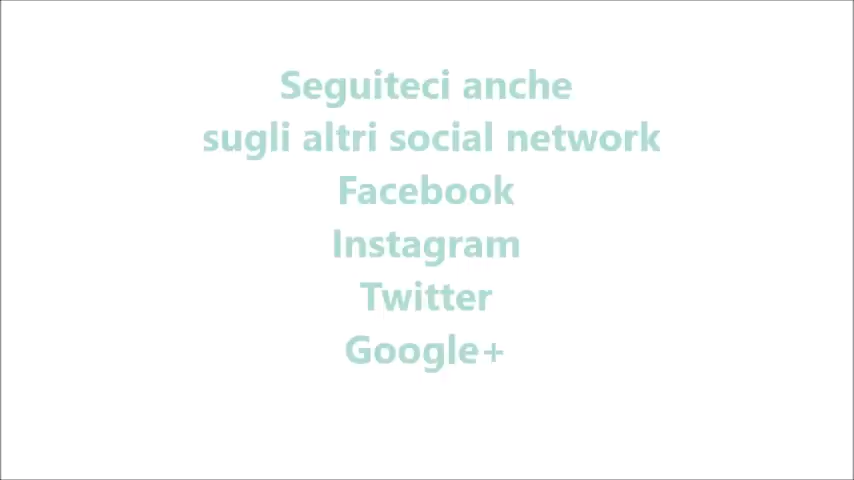 Seguiteci anche
sugli altri social network
Facebook
Instagram
Twitter
Google+